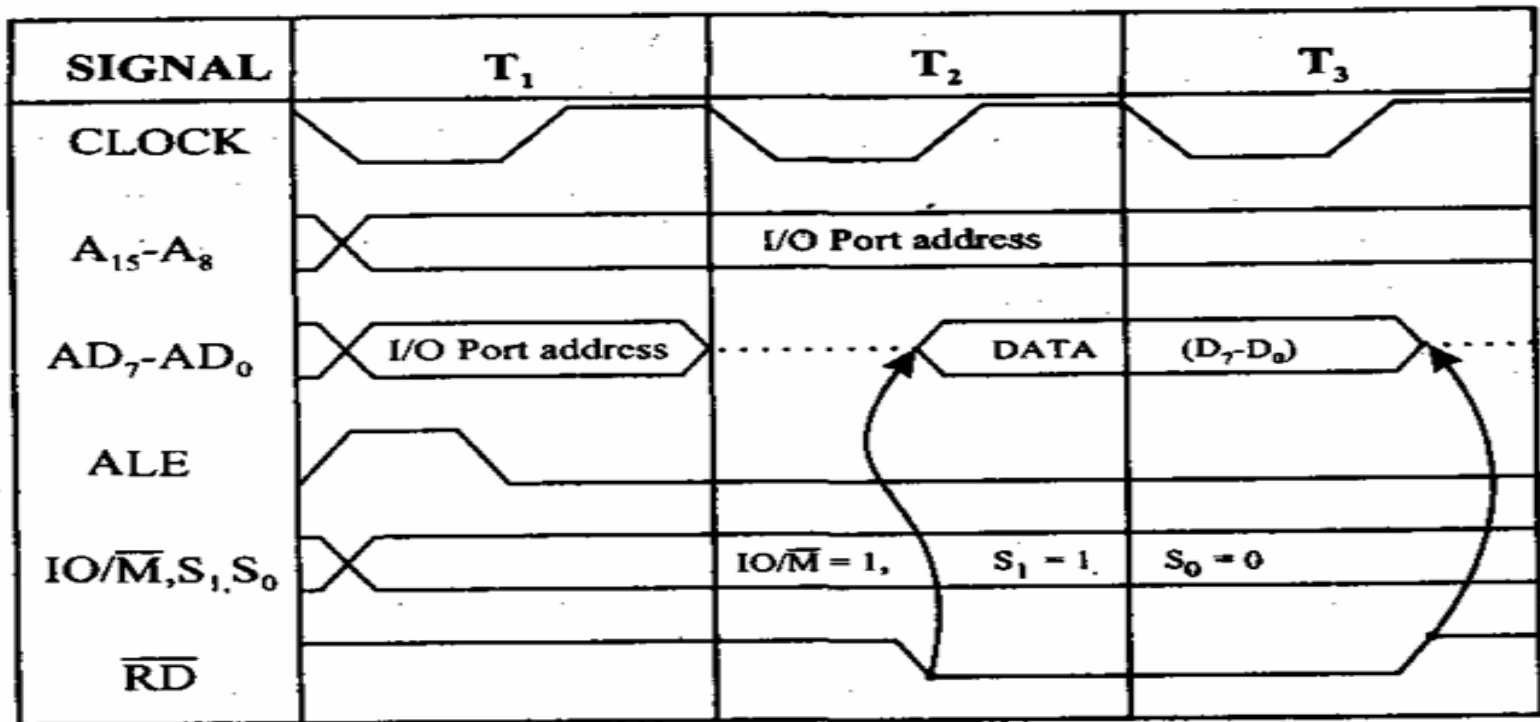 SIGNAL T₁ T₂ T₃
CLOCK
A₁₅-A₈ I/O Port address
AD₇-AD₀ I/O Port address DATA (D₇-D₀)
ALE
IO/M̅,S₁,S₀ IO/M̅ = 1, S₁ = 1 S₀ = 0
R̅D̅